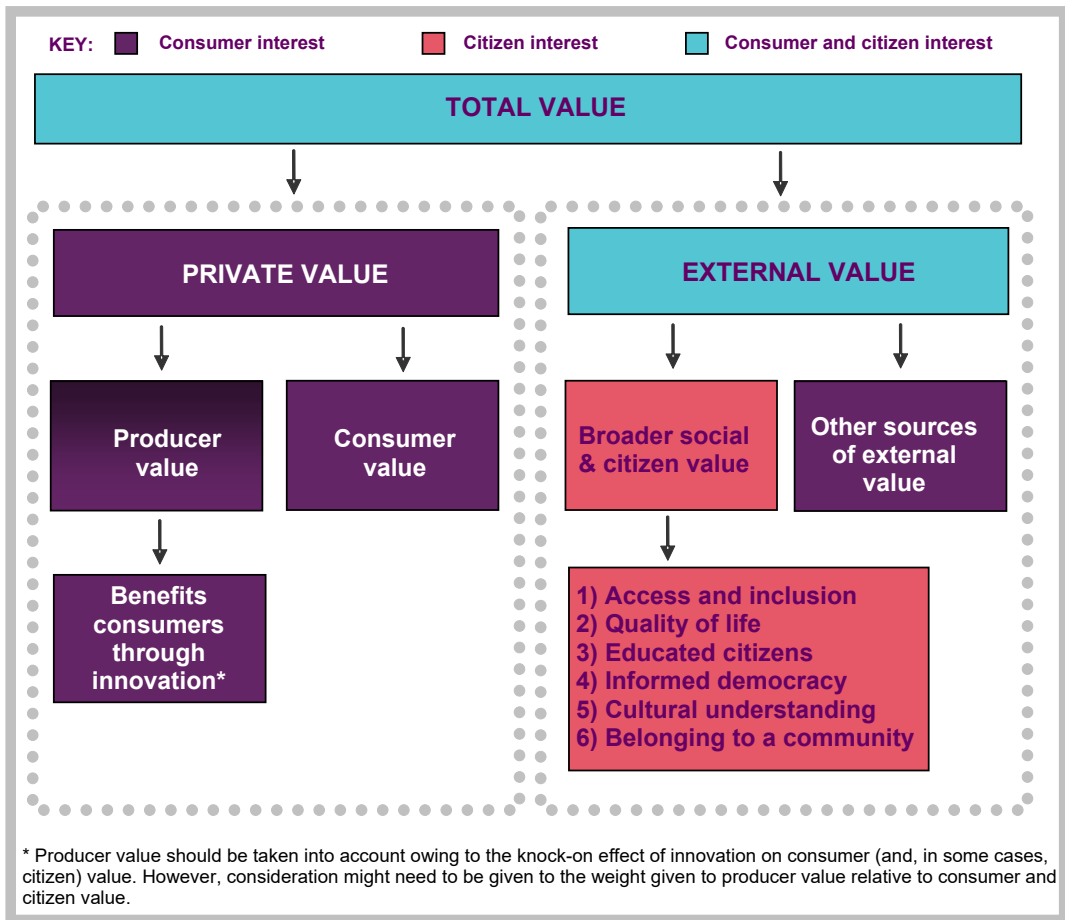 KEY: Consumer interest Citizen interest Consumer and citizen interest
TOTAL VALUE
PRIVATE VALUE
EXTERNAL VALUE
Producer
value
Consumer
value
Broader social
& citizen value
Other sources
of external
value
Benefits
consumers
through
innovation*
1) Access and inclusion
2) Quality of life
3) Educated citizens
4) Informed democracy
5) Cultural understanding
6) Belonging to a community
* Producer value should be taken into account owing to the knock-on effect of innovation on consumer (and, in some cases,
citizen) value. However, consideration might need to be given to the weight given to producer value relative to consumer and
citizen value.